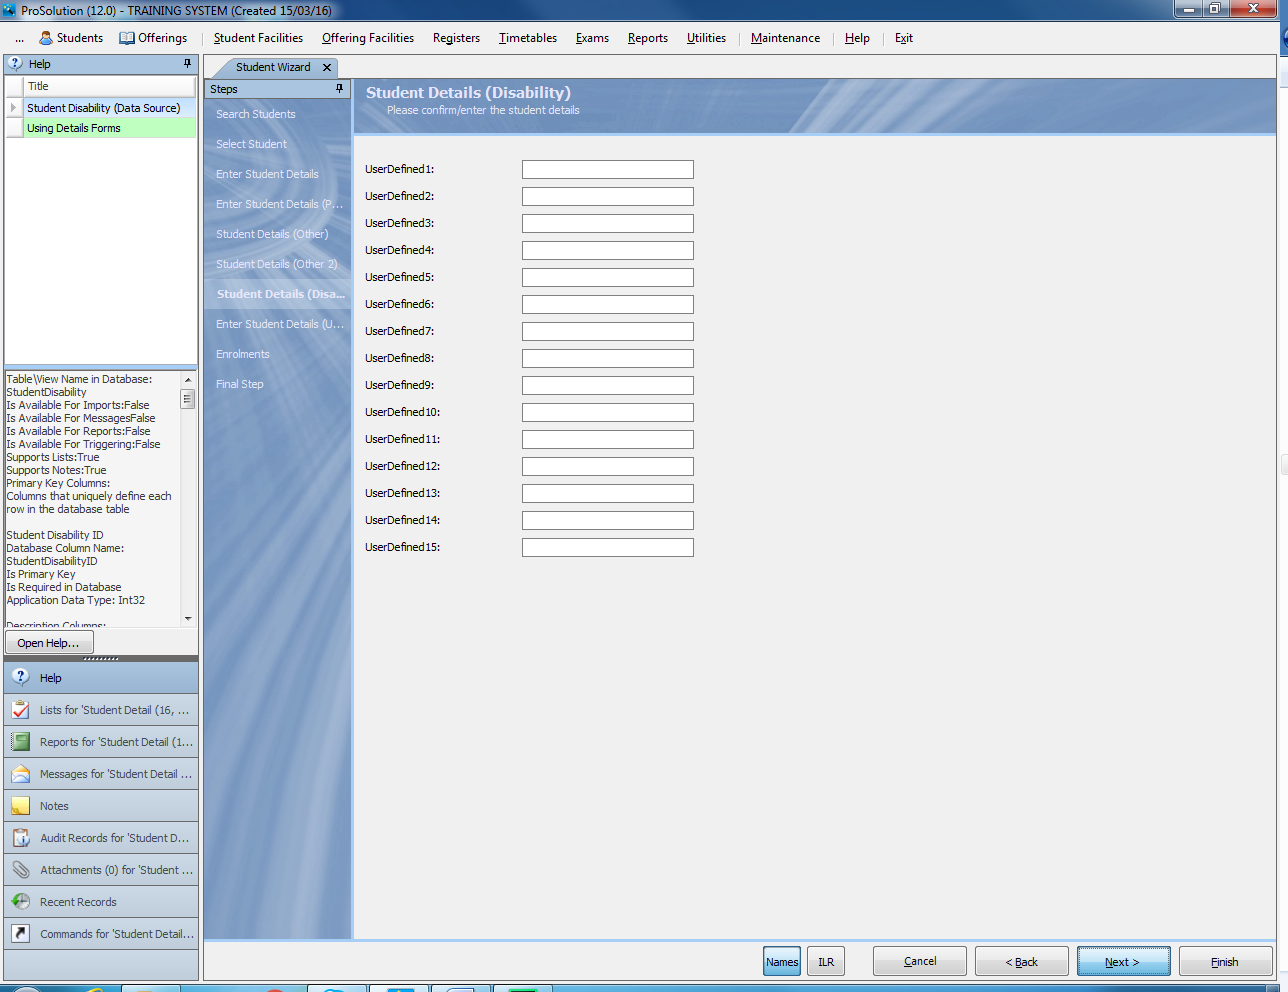 ProSolution (12.0) - TRAINING SYSTEM (Created 15/03/16)
... Students Offerings Student Facilities Offering Facilities Registers Timetables Exams Reports Utilities Maintenance Help Exit
Help
Title
Student Disability (Data Source)
Using Details Forms
Table\View Name in Database:
StudentDisability
Is Available For Imports:False
Is Available For MessagesFalse
Is Available For Reports:False
Is Available For Triggering:False
Supports Lists:True
Supports Notes:True
Primary Key Columns:
Columns that uniquely define each
row in the database table
Student Disability ID
Database Column Name:
StudentDisabilityID
Is Primary Key
Is Required in Database
Application Data Type: Int32
Description Columns:
Open Help...
Help
Lists for 'Student Detail (16, ...
Reports for 'Student Detail (1...
Messages for 'Student Detail ...
Notes
Audit Records for 'Student D...
Attachments (0) for 'Student ...
Recent Records
Commands for 'Student Detail...
Student Wizard
Steps
Search Students
Select Student
Enter Student Details
Enter Student Details (P...
Student Details (Other)
Student Details (Other 2)
Student Details (Disa...
Enter Student Details (U...
Enrolments
Final Step
Student Details (Disability)
Please confirm/enter the student details
UserDefined1:
UserDefined2:
UserDefined3:
UserDefined4:
UserDefined5:
UserDefined6:
UserDefined7:
UserDefined8:
UserDefined9:
UserDefined10:
UserDefined11:
UserDefined12:
UserDefined13:
UserDefined14:
UserDefined15:
Names ILR Cancel < Back Next > Finish